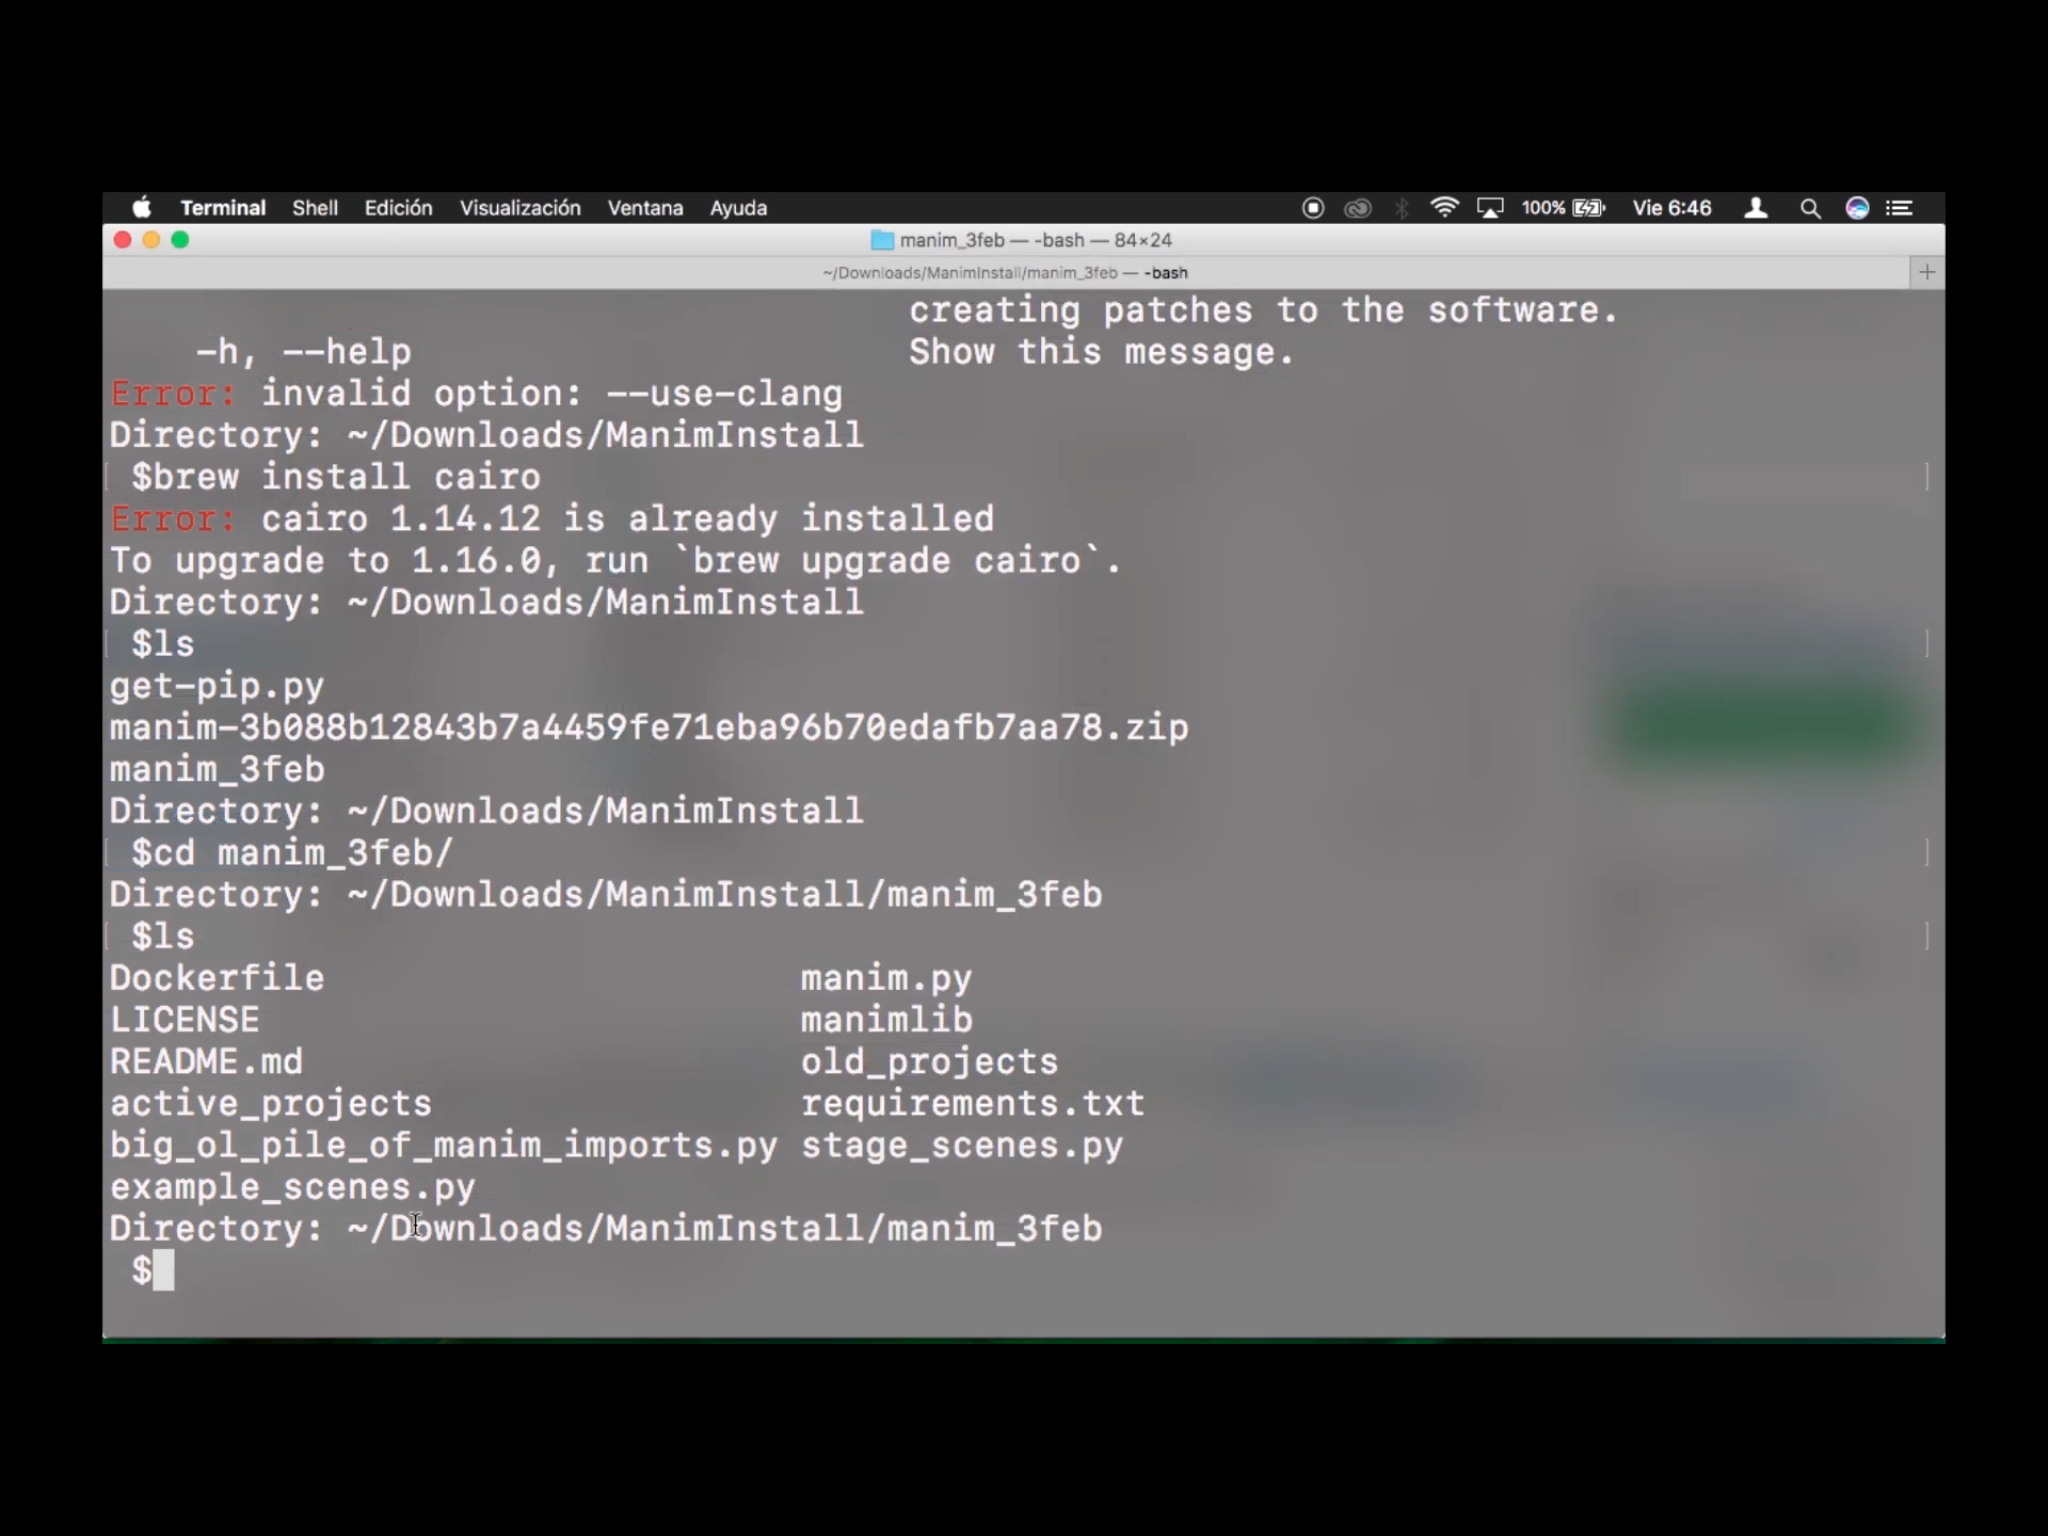 Terminal Shell Edición Visualización Ventana Ayuda 100% Vie 6:46
manim_3feb — -bash — 84×24
~/Downloads/ManimInstall/manim_3feb — -bash
creating patches to the software.
-h, --help Show this message.
Error: invalid option: --use-clang
Directory: ~/Downloads/ManimInstall
$brew install cairo
Error: cairo 1.14.12 is already installed
To upgrade to 1.16.0, run `brew upgrade cairo`.
Directory: ~/Downloads/ManimInstall
$ls
get-pip.py
manim-3b088b12843b7a4459fe71eba96b70edafb7aa78.zip
manim_3feb
Directory: ~/Downloads/ManimInstall
$cd manim_3feb/
Directory: ~/Downloads/ManimInstall/manim_3feb
$ls
Dockerfile manim.py
LICENSE manimlib
README.md old_projects
active_projects requirements.txt
big_ol_pile_of_manim_imports.py stage_scenes.py
example_scenes.py
Directory: ~/Downloads/ManimInstall/manim_3feb
$